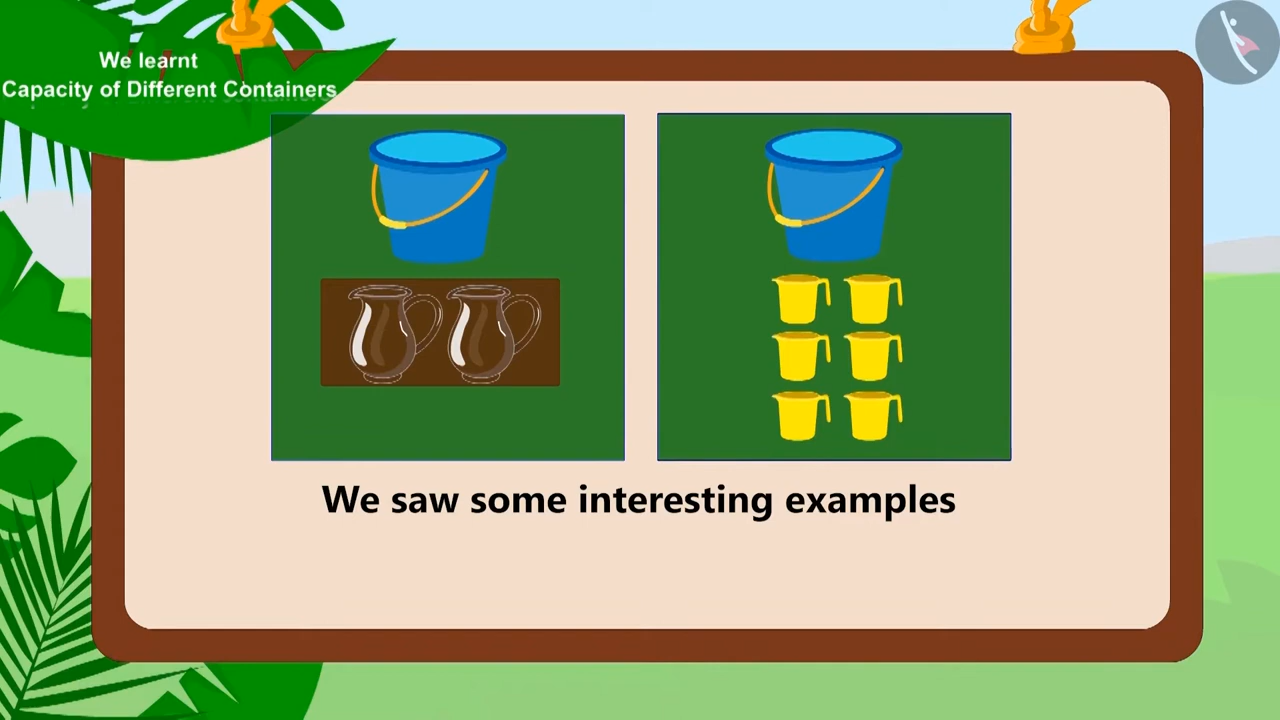 We learnt
Capacity of Different Containers
We saw some interesting examples